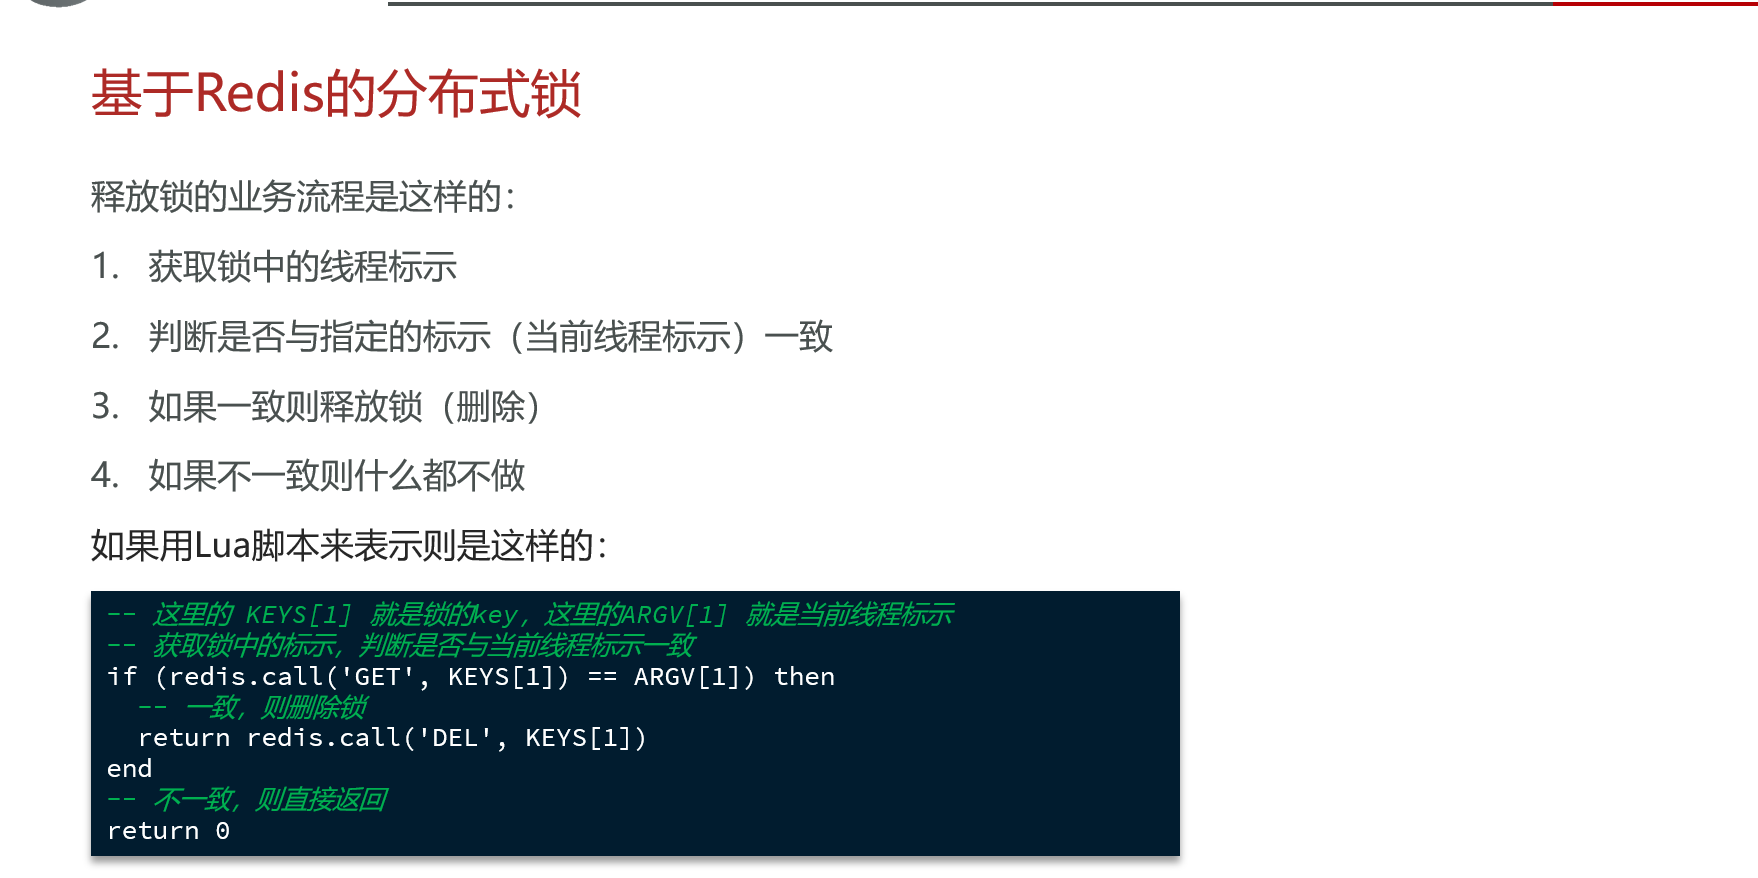 基于Redis的分布式锁
释放锁的业务流程是这样的：
1. 获取锁中的线程标示
2. 判断是否与指定的标示（当前线程标示）一致
3. 如果一致则释放锁（删除）
4. 如果不一致则什么都不做
如果用Lua脚本来表示则是这样的：
-- 这里的 KEYS[1] 就是锁的key，这里的ARGV[1] 就是当前线程标示
-- 获取锁中的标示，判断是否与当前线程标示一致
if (redis.call('GET', KEYS[1]) == ARGV[1]) then
  -- 一致，则删除锁
  return redis.call('DEL', KEYS[1])
end
-- 不一致，则直接返回
return 0